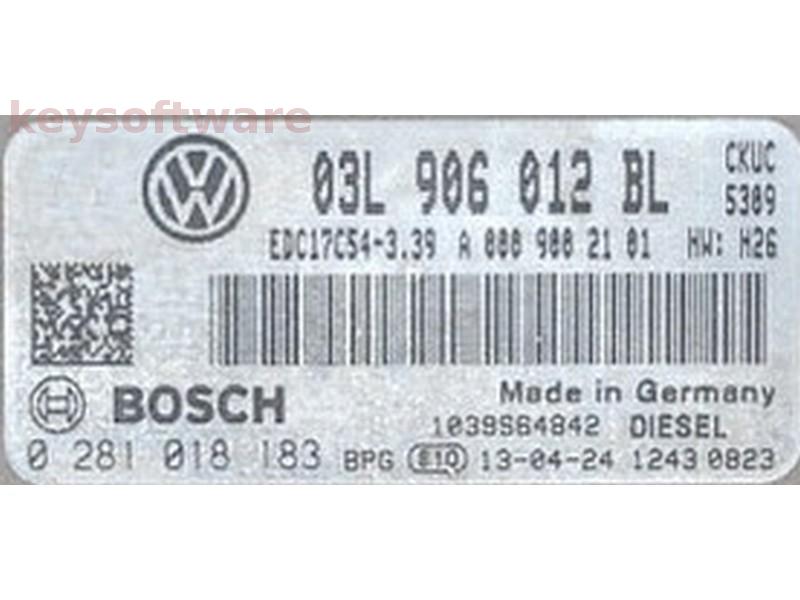 keysoftware
03L 906 012 BL
CKUC
5309
EDC17C54-3.39 A 000 900 21 01 HW: H26
BOSCH
Made in Germany
1039S64842 DIESEL
0 281 018 183 BPG E1Q 13-04-24 1243 0823